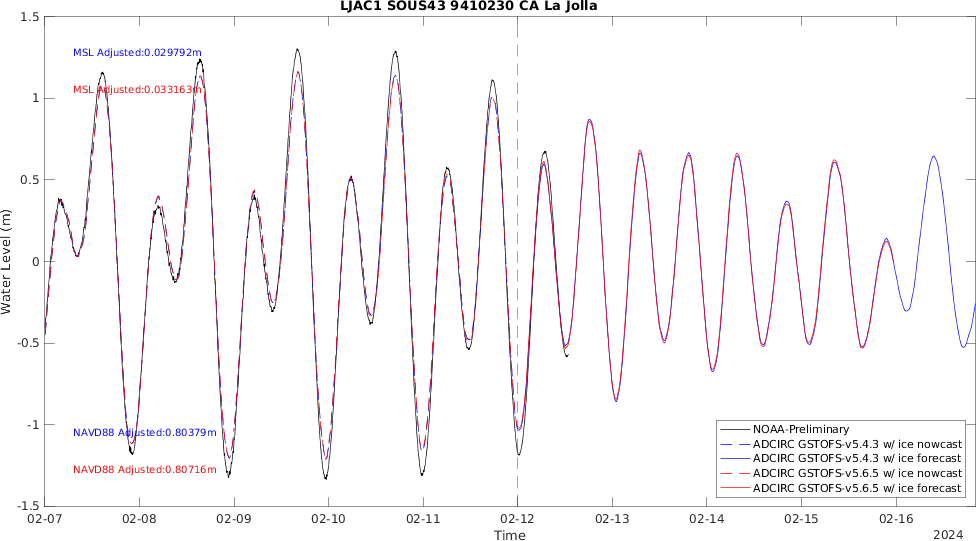 LJAC1 SOUS43 9410230 CA La Jolla
1.5
1
0.5
0
-0.5
-1
-1.5
Water Level (m)
MSL Adjusted:0.029792m
MSL Adjusted:0.033163m
NAVD88 Adjusted:0.80379m
NAVD88 Adjusted:0.80716m
NOAA-Preliminary
ADCIRC GSTOFS-v5.4.3 w/ ice nowcast
ADCIRC GSTOFS-v5.4.3 w/ ice forecast
ADCIRC GSTOFS-v5.6.5 w/ ice nowcast
ADCIRC GSTOFS-v5.6.5 w/ ice forecast
02-07 02-08 02-09 02-10 02-11 02-12 02-13 02-14 02-15 02-16
Time
2024